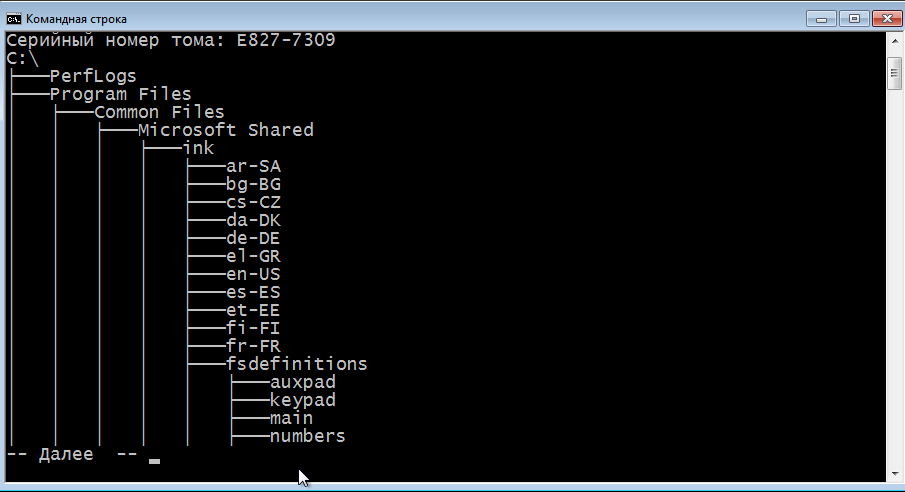 Командная строка
Серийный номер тома: E827-7309
C:\
├───PerfLogs
├───Program Files
│   ├───Common Files
│   │   ├───Microsoft Shared
│   │   │   ├───ink
│   │   │   │   ├───ar-SA
│   │   │   │   ├───bg-BG
│   │   │   │   ├───cs-CZ
│   │   │   │   ├───da-DK
│   │   │   │   ├───de-DE
│   │   │   │   ├───el-GR
│   │   │   │   ├───en-US
│   │   │   │   ├───es-ES
│   │   │   │   ├───et-EE
│   │   │   │   ├───fi-FI
│   │   │   │   ├───fr-FR
│   │   │   │   ├───fsdefinitions
│   │   │   │   │   ├───auxpad
│   │   │   │   │   ├───keypad
│   │   │   │   │   ├───main
│   │   │   │   │   ├───numbers
-- Далее  -- _